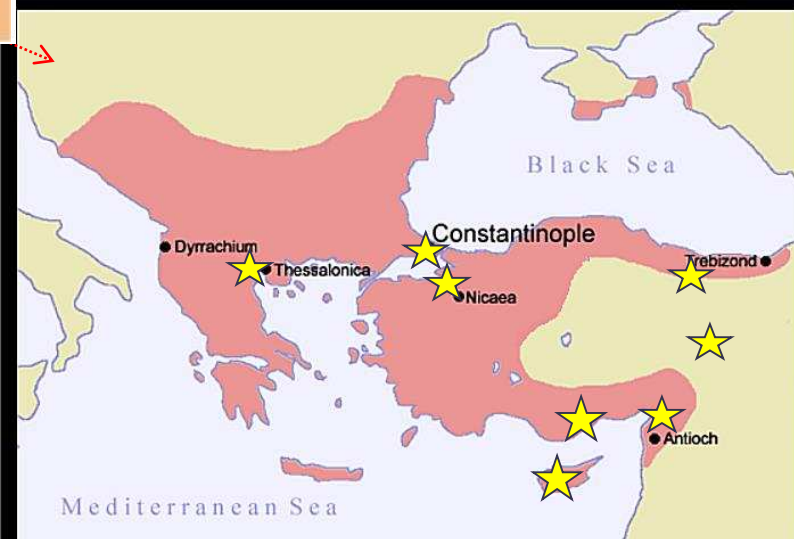 Black Sea
Constantinople
Dyrrachium
Thessalonica
Trebizond
Nicaea
Antioch
Mediterranean Sea